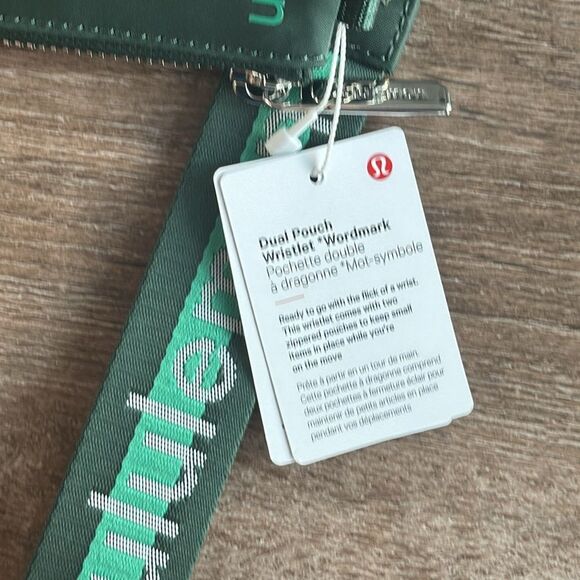 Dual Pouch
Wristlet *Wordmark
Pochette double
à dragonne *Mot-symbole
Ready to go with the flick of a wrist.
This wristlet comes with two
zippered pouches to keep small
items in place while you're
on the move
Prête à partir en un tour de main.
Cette pochette à dragonne comprend
deux pochettes à fermeture éclair pour
maintenir de petits articles en place
pendant vos déplacements
ululem